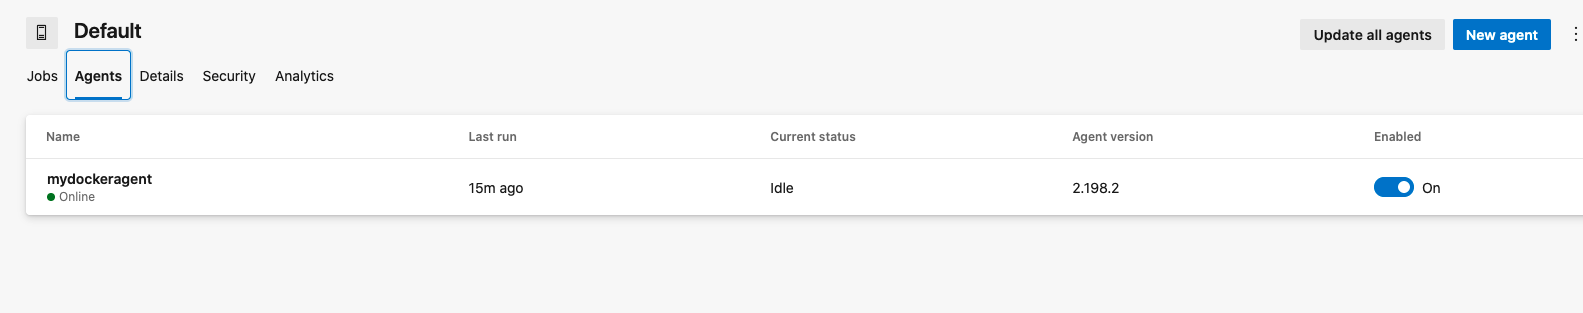 Default
Update all agents
New agent
Jobs
Agents
Details
Security
Analytics
Name
Last run
Current status
Agent version
Enabled
mydockeragent
Online
15m ago
Idle
2.198.2
On